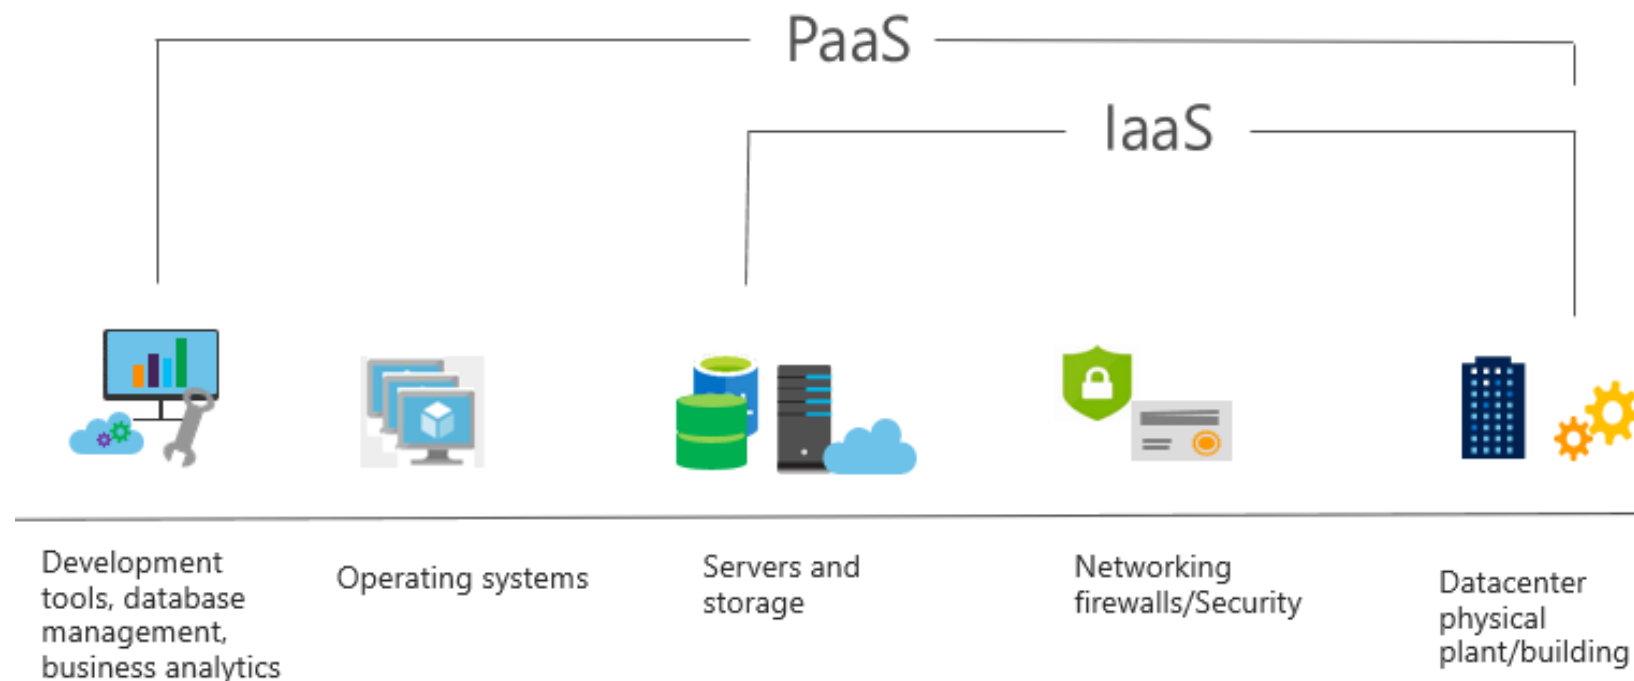 PaaS
IaaS
Development
tools, database
management,
business analytics
Operating systems
Servers and
storage
Networking
firewalls/Security
Datacenter
physical
plant/building